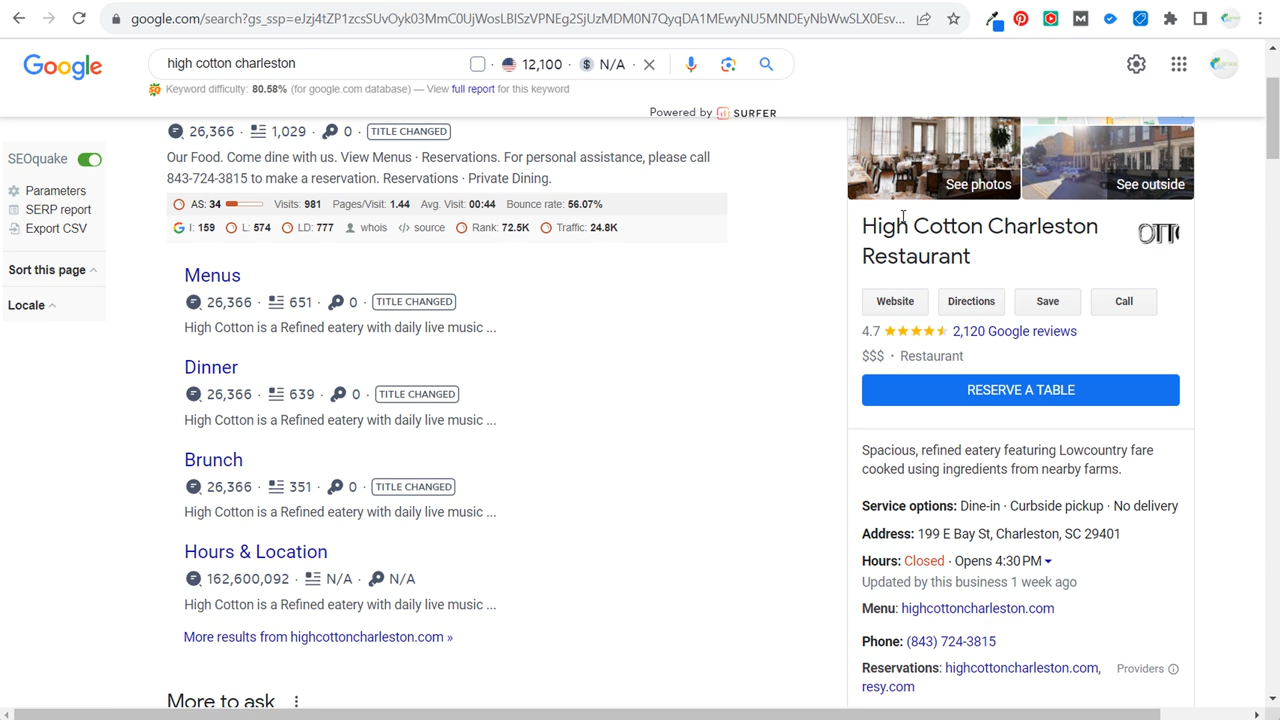 google.com/search?gs_ssp=eJzj4tZP1zcsSUvOyk03MmC0UjWosLBISzVPNEg2SjUzMDM0N7QyqDA1MEwyNU5MNDEyNbWwSLX0Esv...
Google
high cotton charleston
12,100 · $ N/A ·
Keyword difficulty: 80.58% (for google.com database) — View full report for this keyword
Powered by SURFER
SEOquake
Parameters
SERP report
Export CSV
Sort this page
Locale
26,366 · 1,029 · 0 · TITLE CHANGED
Our Food. Come dine with us. View Menus · Reservations. For personal assistance, please call
843-724-3815 to make a reservation. Reservations · Private Dining.
AS: 34 Visits: 981 Pages/Visit: 1.44 Avg. Visit: 00:44 Bounce rate: 56.07%
I: 159 L: 574 LD: 777 whois </> source Rank: 72.5K Traffic: 24.8K
Menus
26,366 · 651 · 0 · TITLE CHANGED
High Cotton is a Refined eatery with daily live music ...
Dinner
26,366 · 639 · 0 · TITLE CHANGED
High Cotton is a Refined eatery with daily live music ...
Brunch
26,366 · 351 · 0 · TITLE CHANGED
High Cotton is a Refined eatery with daily live music ...
Hours & Location
162,600,092 · N/A · N/A
High Cotton is a Refined eatery with daily live music ...
More results from highcottoncharleston.com »
More to ask
See photos
See outside
High Cotton Charleston
Restaurant
OTT
Website
Directions
Save
Call
4.7 2,120 Google reviews
$$$ · Restaurant
RESERVE A TABLE
Spacious, refined eatery featuring Lowcountry fare
cooked using ingredients from nearby farms.
Service options: Dine-in · Curbside pickup · No delivery
Address: 199 E Bay St, Charleston, SC 29401
Hours: Closed · Opens 4:30 PM
Updated by this business 1 week ago
Menu: highcottoncharleston.com
Phone: (843) 724-3815
Reservations: highcottoncharleston.com,
resy.com
Providers